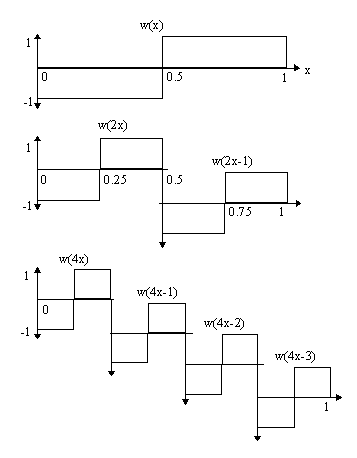 w(x)
1
0 0.5 1 x
-1
w(2x)
1
w(2x-1)
0 0.25 0.5
-1
0.75 1
w(4x)
1
w(4x-1)
0
w(4x-2)
-1
w(4x-3)
1